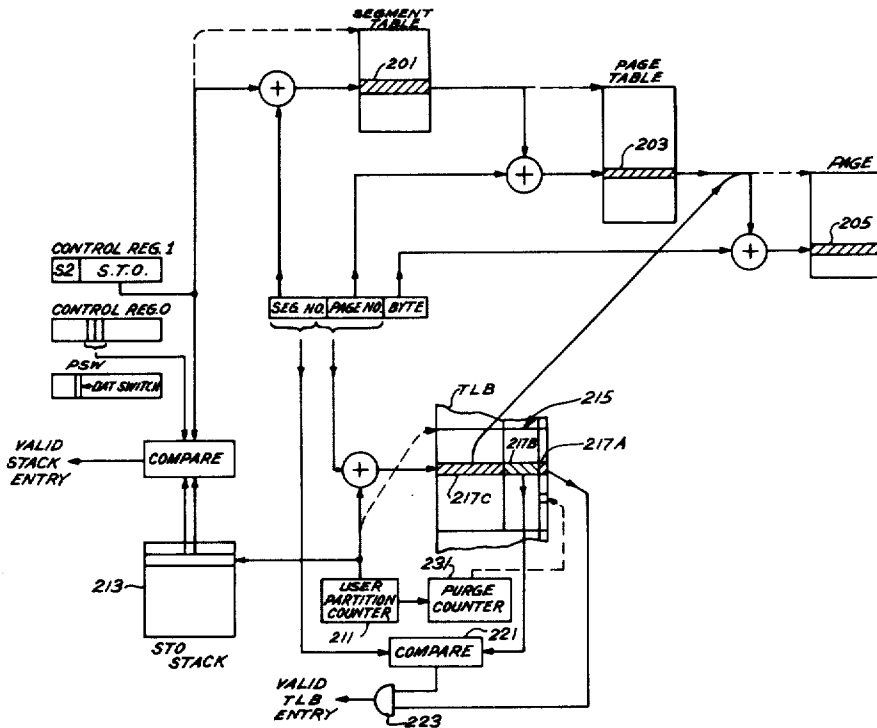 SEGMENT
TABLE
201
PAGE
TABLE
203
PAGE
205
CONTROL REG. 1
S2 S.T.O.
CONTROL REG.0
PSW
DAT SWITCH
SEG. NO. PAGE NO. BYTE
TLB
215
217B
217A
217C
VALID
STACK
ENTRY
COMPARE
213
STO
STACK
USER
PARTITION
COUNTER
211
231
PURGE
COUNTER
221
COMPARE
VALID
TLB
ENTRY
223